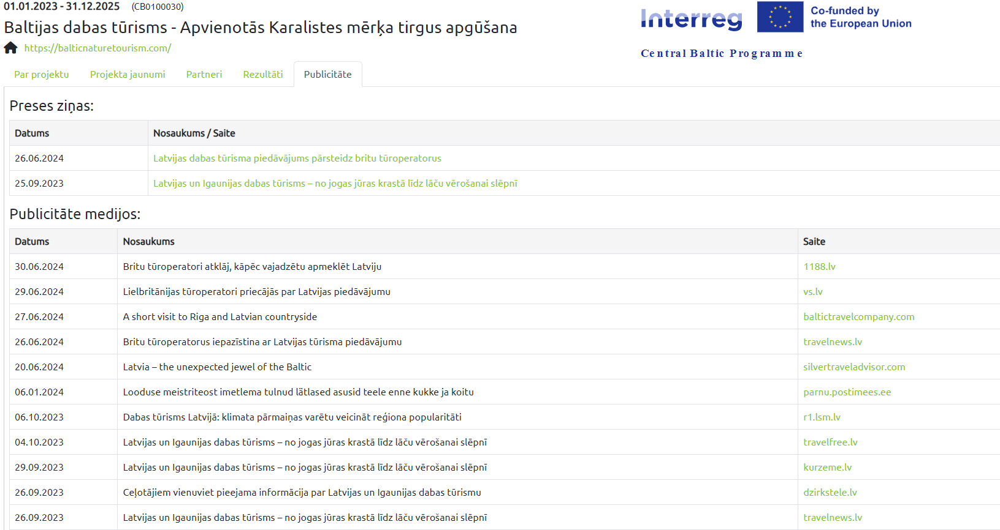 01.01.2023 - 31.12.2025 (CB0100030)
Baltijas dabas tūrisms - Apvienotās Karalistes mērķa tirgus apgūšana
https://balticnaturetourism.com/
Interreg
Co-funded by
the European Union
Central Baltic Programme
Par projektu Projekta jaunumi Partneri Rezultāti Publicitāte
Preses ziņas:
Datums Nosaukums / Saite
26.06.2024 Latvijas dabas tūrisma piedāvājums pārsteidz britu tūroperatorus
25.09.2023 Latvijas un Igaunijas dabas tūrisms – no jogas jūras krastā līdz lāču vērošanai slēpnī
Publicitāte medijos:
Datums Nosaukums Saite
30.06.2024 Britu tūroperatori atklāj, kāpēc vajadzētu apmeklēt Latviju 1188.lv
29.06.2024 Lielbritānijas tūroperatori priecājās par Latvijas piedāvājumu vs.lv
27.06.2024 A short visit to Riga and Latvian countryside baltictravelcompany.com
26.06.2024 Britu tūroperatorus iepazīstina ar Latvijas tūrisma piedāvājumu travelnews.lv
20.06.2024 Latvia – the unexpected jewel of the Baltic silvertraveladvisor.com
06.01.2024 Looduse meistriteost imetlema tulnud lätlased asusid teele enne kukke ja koitu parnu.postimees.ee
06.10.2023 Dabas tūrisms Latvijā: klimata pārmaiņas varētu veicināt reģiona popularitāti r1.lsm.lv
04.10.2023 Latvijas un Igaunijas dabas tūrisms – no jogas jūras krastā līdz lāču vērošanai slēpnī travelfree.lv
29.09.2023 Latvijas un Igaunijas dabas tūrisms – no jogas jūras krastā līdz lāču vērošanai slēpnī kurzeme.lv
26.09.2023 Ceļotājiem vienuviet pieejama informācija par Latvijas un Igaunijas dabas tūrismu dzirkstele.lv
26.09.2023 Latvijas un Igaunijas dabas tūrisms – no jogas jūras krastā līdz lāču vērošanai slēpnī travelnews.lv